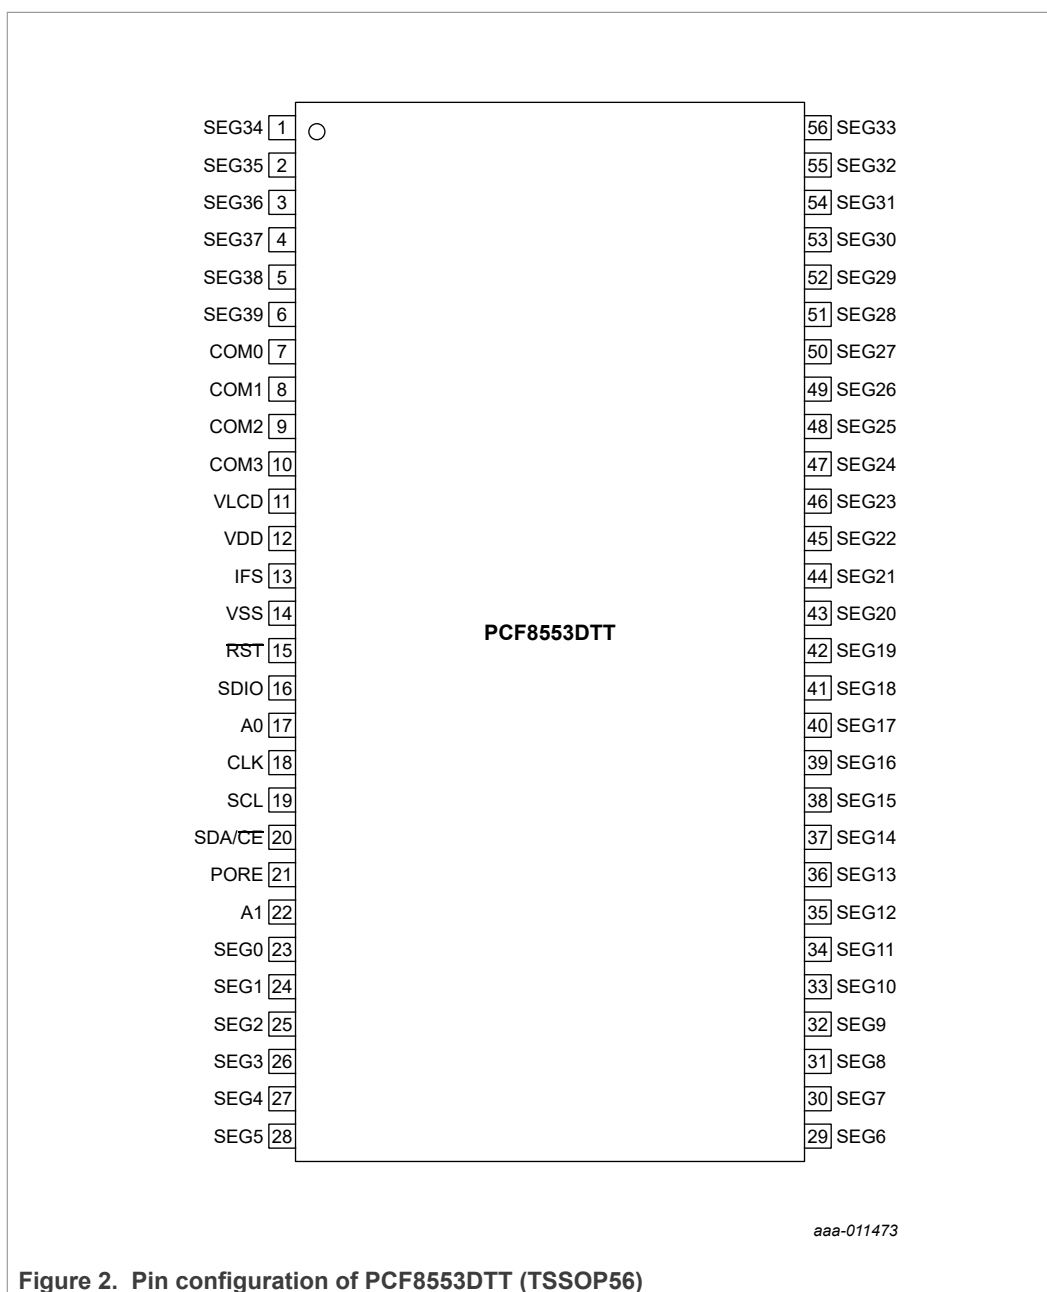 SEG34 1 56 SEG33
SEG35 2 55 SEG32
SEG36 3 54 SEG31
SEG37 4 53 SEG30
SEG38 5 52 SEG29
SEG39 6 51 SEG28
COM0 7 50 SEG27
COM1 8 49 SEG26
COM2 9 48 SEG25
COM3 10 47 SEG24
VLCD 11 46 SEG23
VDD 12 45 SEG22
IFS 13 44 SEG21
VSS 14 43 SEG20
PCF8553DTT
R̅S̅T̅ 15 42 SEG19
SDIO 16 41 SEG18
A0 17 40 SEG17
CLK 18 39 SEG16
SCL 19 38 SEG15
SDA/C̅E̅ 20 37 SEG14
PORE 21 36 SEG13
A1 22 35 SEG12
SEG0 23 34 SEG11
SEG1 24 33 SEG10
SEG2 25 32 SEG9
SEG3 26 31 SEG8
SEG4 27 30 SEG7
SEG5 28 29 SEG6
aaa-011473
Figure 2. Pin configuration of PCF8553DTT (TSSOP56)